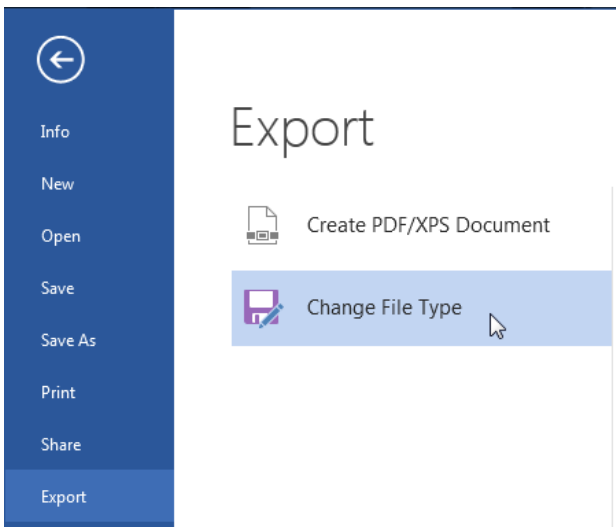 Info
New
Open
Save
Save As
Print
Share
Export
Export
Create PDF/XPS Document
Change File Type